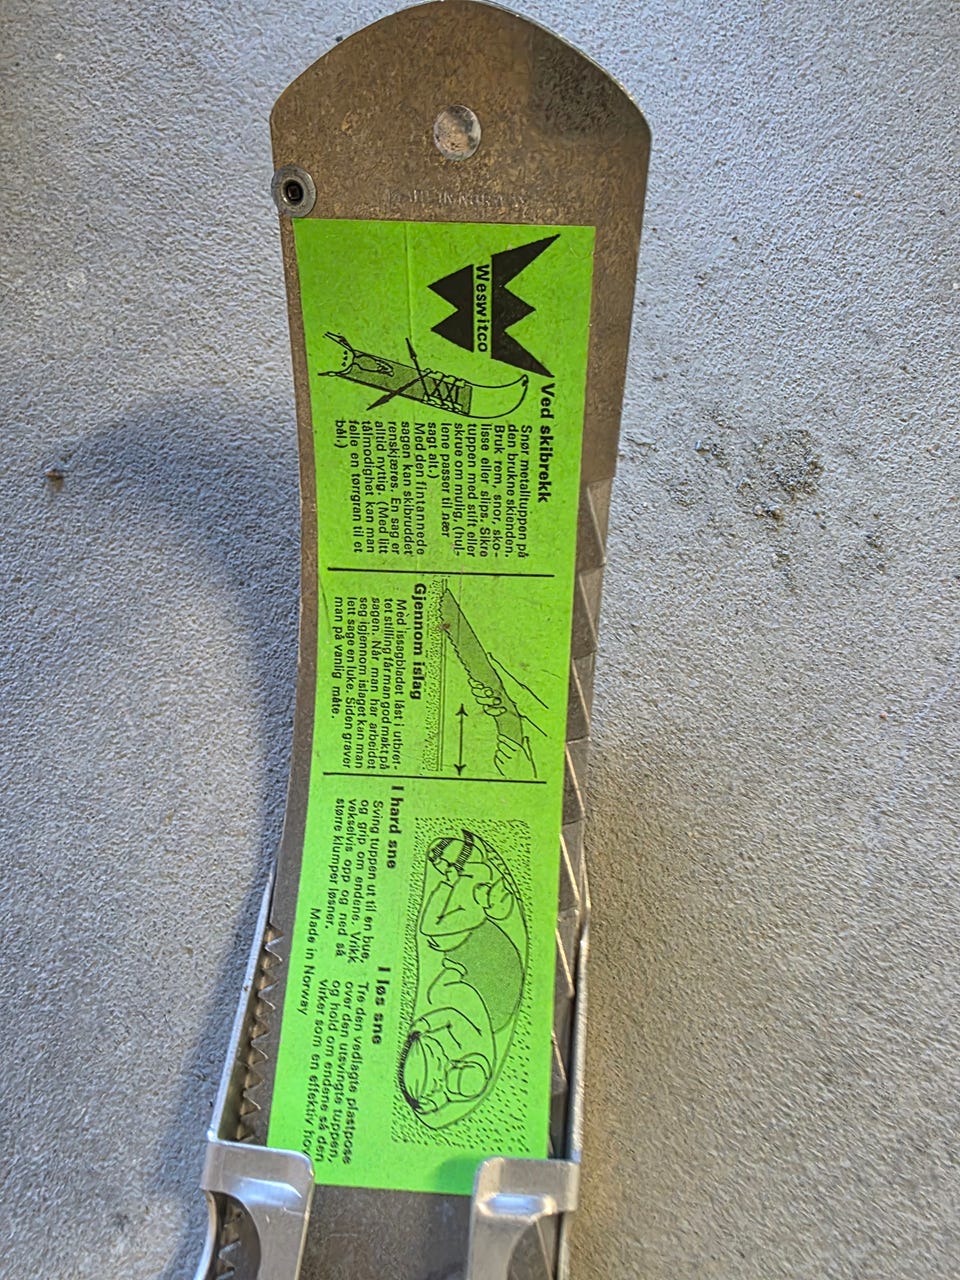 Weswitco
Ved skibrekk
Snør metalltuppen på
den brukne skienden.
Bruk rem, snor, sko-
lisse eller slips. Sikre
tuppen med stift eller
skrue om mulig. (hul-
lene passer til nær
sagt alt.)
Med den fintannede
sagen kan skibruddet
renskjæres. En sag er
alltid nyttig. (Med litt
tålmodighet kan man
felle en tørrgran til et
bål.)
Gjennom islag
Med issagbladet låst i utbret-
tet stilling får man god makt på
sagen. Når man har arbeidet
seg igjennom islaget kan man
lett sage en luke. Siden graver
man på vanlig måte.
I hard sne
Sving tuppen ut til en bue,
og grip om endene. Vrikk
vekselvis opp og ned så
større klumper løsner.
I løs sne
Tre den vedlagte plastpose
over den utsvingte tuppen,
og hold om endene så den
virker som en effektiv
Made in Norway